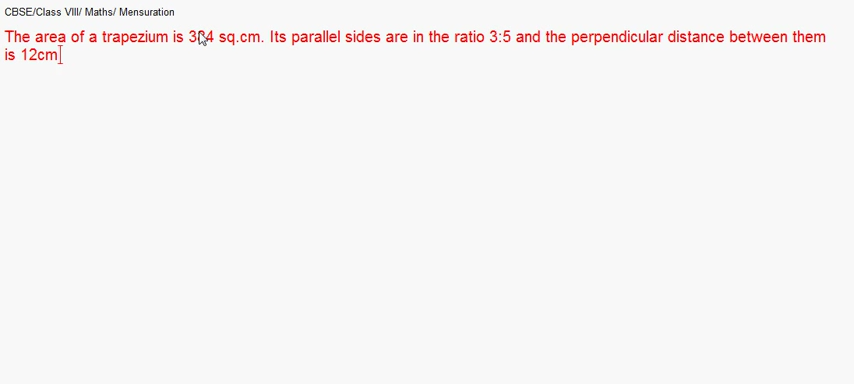 CBSE/Class VIII/ Maths/ Mensuration
The area of a trapezium is 384 sq.cm. Its parallel sides are in the ratio 3:5 and the perpendicular distance between them
is 12cm